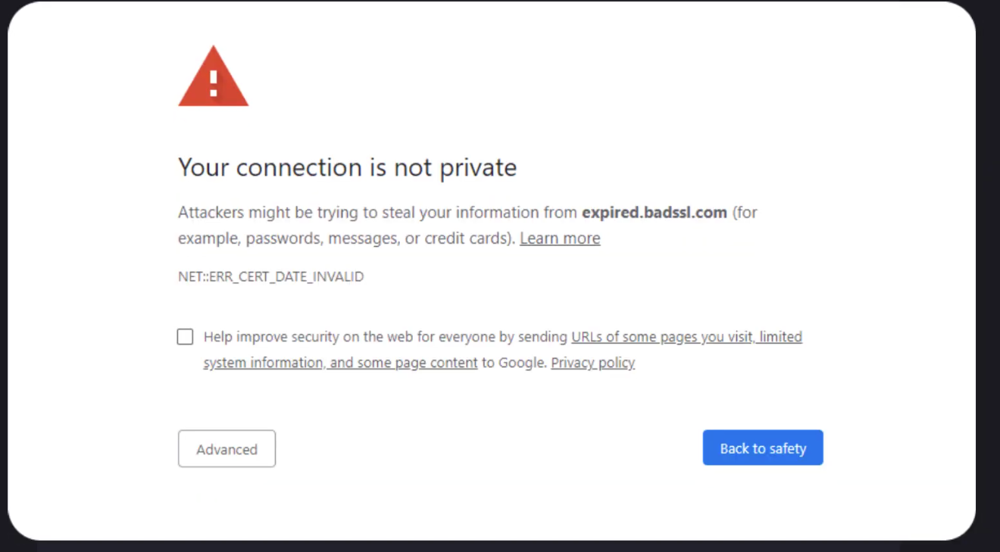 Your connection is not private
Attackers might be trying to steal your information from expired.badssl.com (for
example, passwords, messages, or credit cards). Learn more
NET::ERR_CERT_DATE_INVALID
Help improve security on the web for everyone by sending URLs of some pages you visit, limited
system information, and some page content to Google. Privacy policy
Advanced
Back to safety